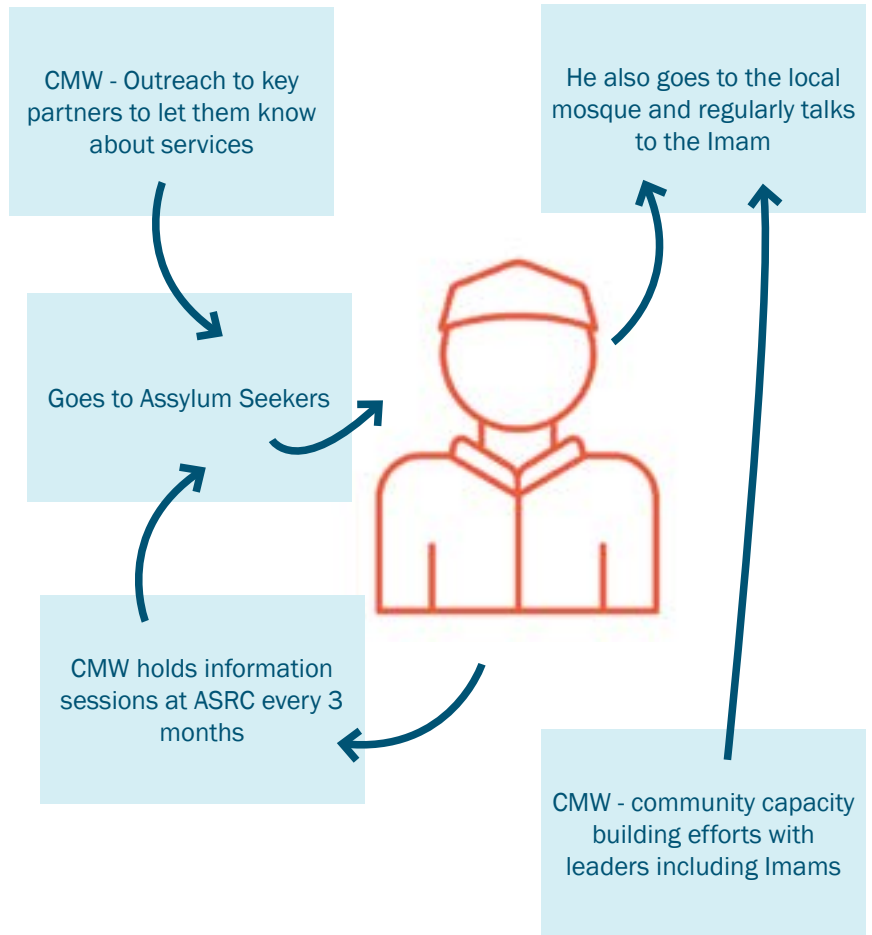 CMW - Outreach to key
partners to let them know
about services
He also goes to the local
mosque and regularly talks
to the Imam
Goes to Assylum Seekers
CMW holds information
sessions at ASRC every 3
months
CMW - community capacity
building efforts with
leaders including Imams